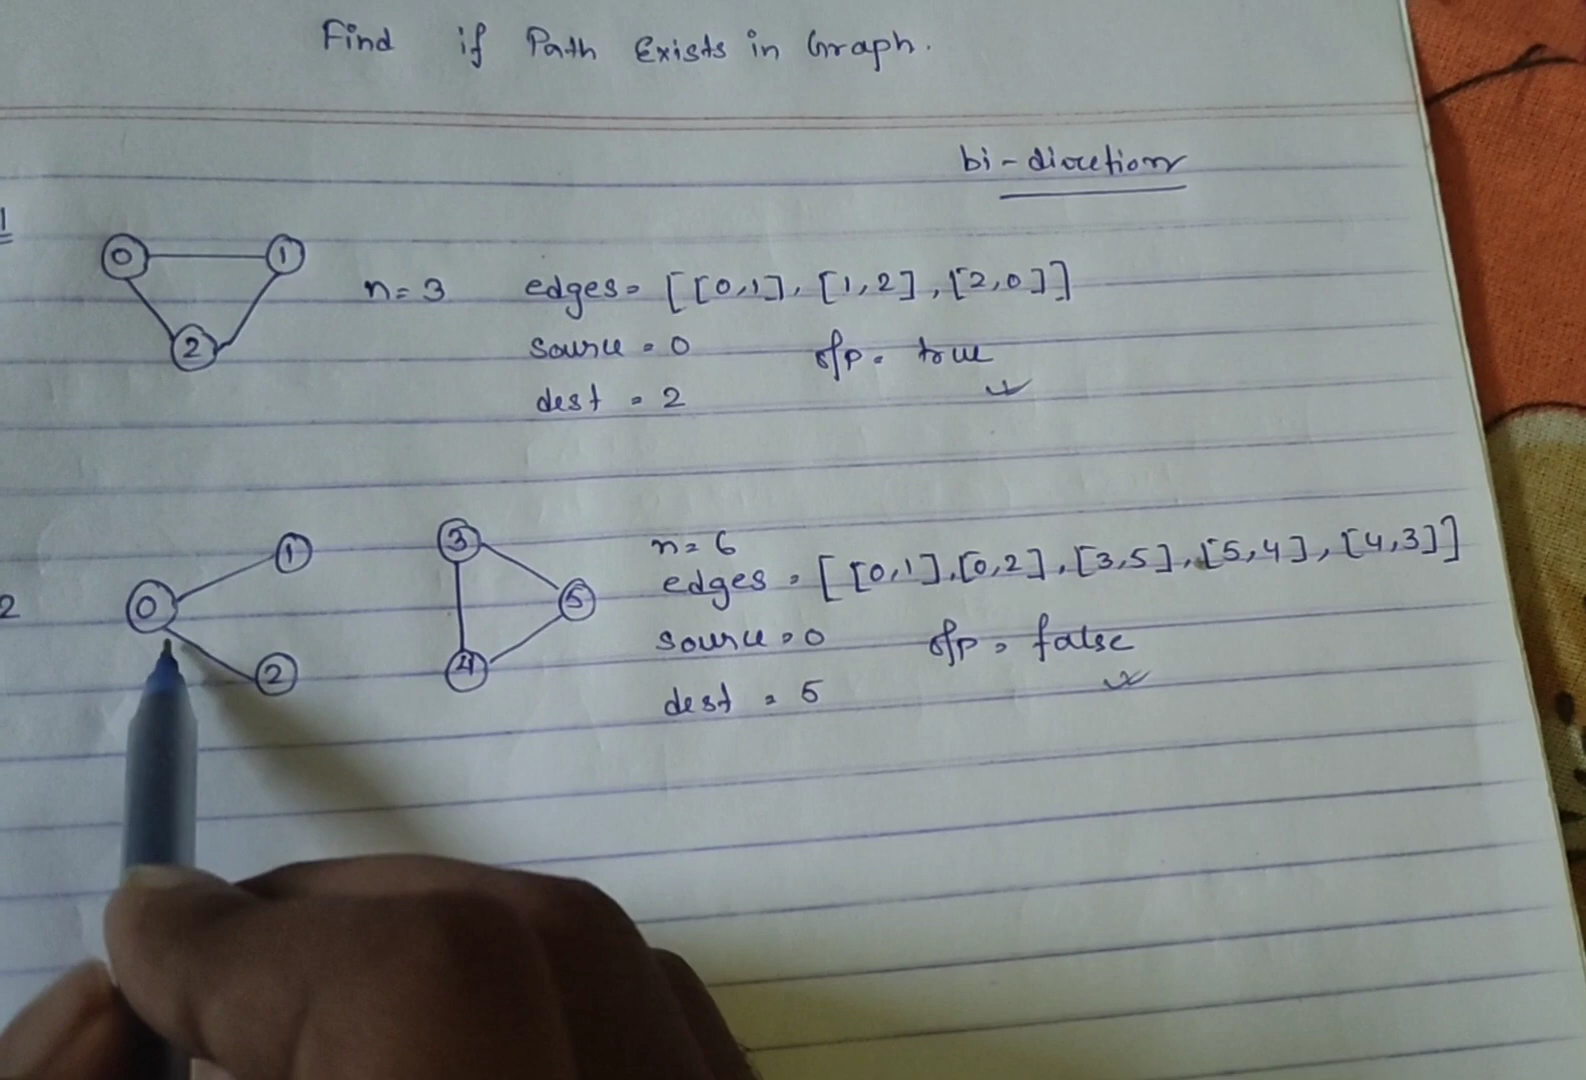 Find if Path Exists in Graph.
bi-direction
1
0 1
2
n = 3 edges = [[0,1], [1,2], [2,0]]
source = 0 o/p = true
dest = 2
2
0 1 2
3 5 4
n = 6
edges = [[0,1],[0,2],[3,5],[5,4],[4,3]]
source = 0 o/p = false
dest = 5